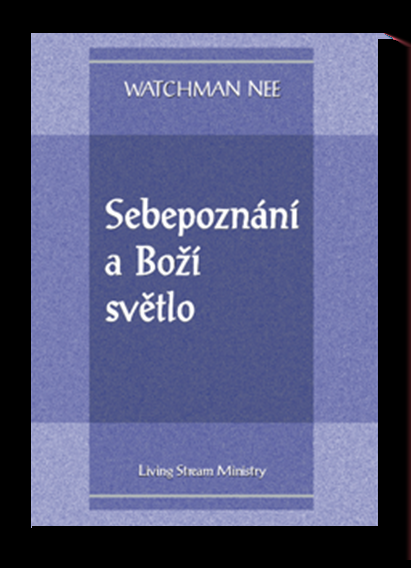 WATCHMAN NEE
Sebepoznání
a Boží
světlo
Living Stream Ministry